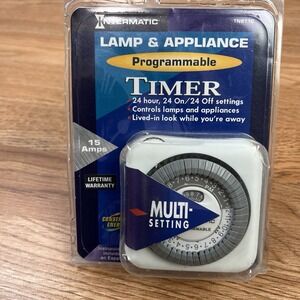 INTERMATIC
TN811C
LAMP & APPLIANCE
Programmable
TIMER
• 24 hour, 24 On/24 Off settings
• Controls lamps and appliances
• Lived-in look while you're away
15
Amps
LIFETIME
WARRANTY
MULTI-
SETTING